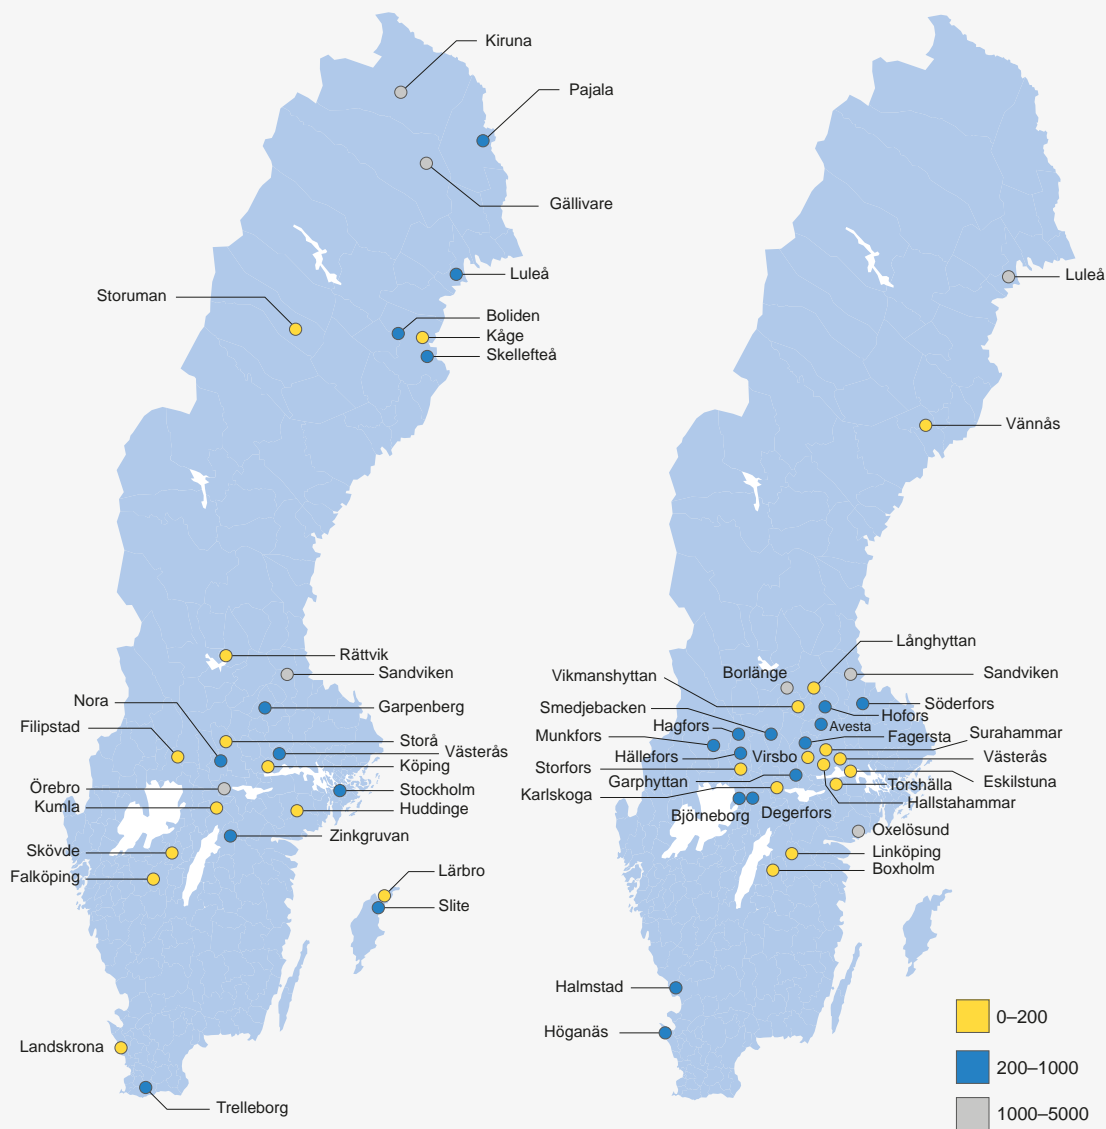 Kiruna
Pajala
Gällivare
Luleå
Storuman
Boliden
Kåge
Skellefteå
Rättvik
Sandviken
Nora
Garpenberg
Filipstad
Storå
Västerås
Köping
Örebro
Stockholm
Kumla
Huddinge
Zinkgruvan
Skövde
Falköping
Lärbro
Slite
Landskrona
Trelleborg
Luleå
Vännås
Långhyttan
Vikmanshyttan
Borlänge
Sandviken
Smedjebacken
Söderfors
Hofors
Hagfors
Avesta
Munkfors
Fagersta
Surahammar
Hällefors
Virsbo
Västerås
Storfors
Garphyttan
Torshälla
Eskilstuna
Karlskoga
Hallstahammar
Björneborg
Degerfors
Oxelösund
Linköping
Boxholm
Halmstad
Höganäs
0–200
200–1000
1000–5000